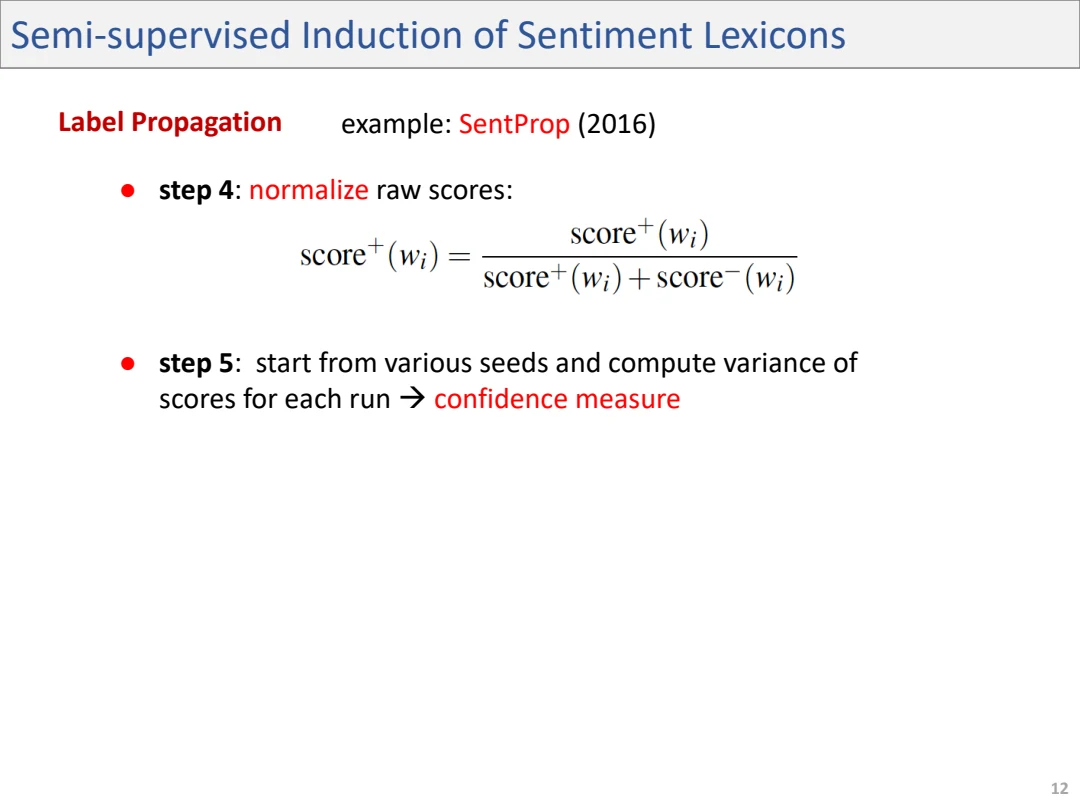 Semi-supervised Induction of Sentiment Lexicons
Label Propagation example: SentProp (2016)
● step 4: normalize raw scores:
score⁺(wᵢ) = score⁺(wᵢ) / (score⁺(wᵢ) + score⁻(wᵢ))
● step 5: start from various seeds and compute variance of
scores for each run → confidence measure
12